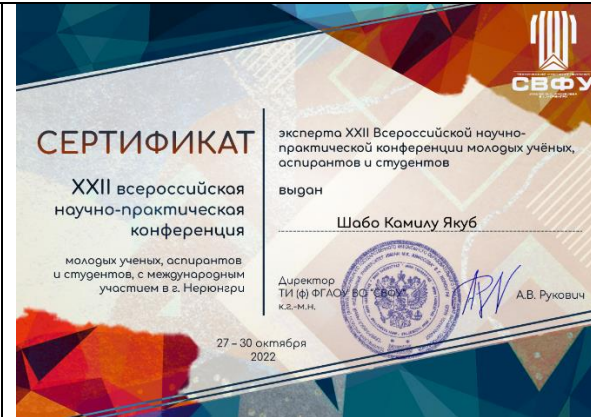 СВФУ
СЕРТИФИКАТ
XXII всероссийская
научно-практическая
конференция
молодых ученых, аспирантов
и студентов, с международным
участием в г. Нерюнгри
эксперта XXII Всероссийской научно-
практической конференции молодых учёных,
аспирантов и студентов
выдан
Шабо Камилу Якуб
Директор
ТИ (ф) ФГАОУ ВО "СВФУ"
к.г.-м.н.
А.В. Рукович
27 – 30 октября
2022